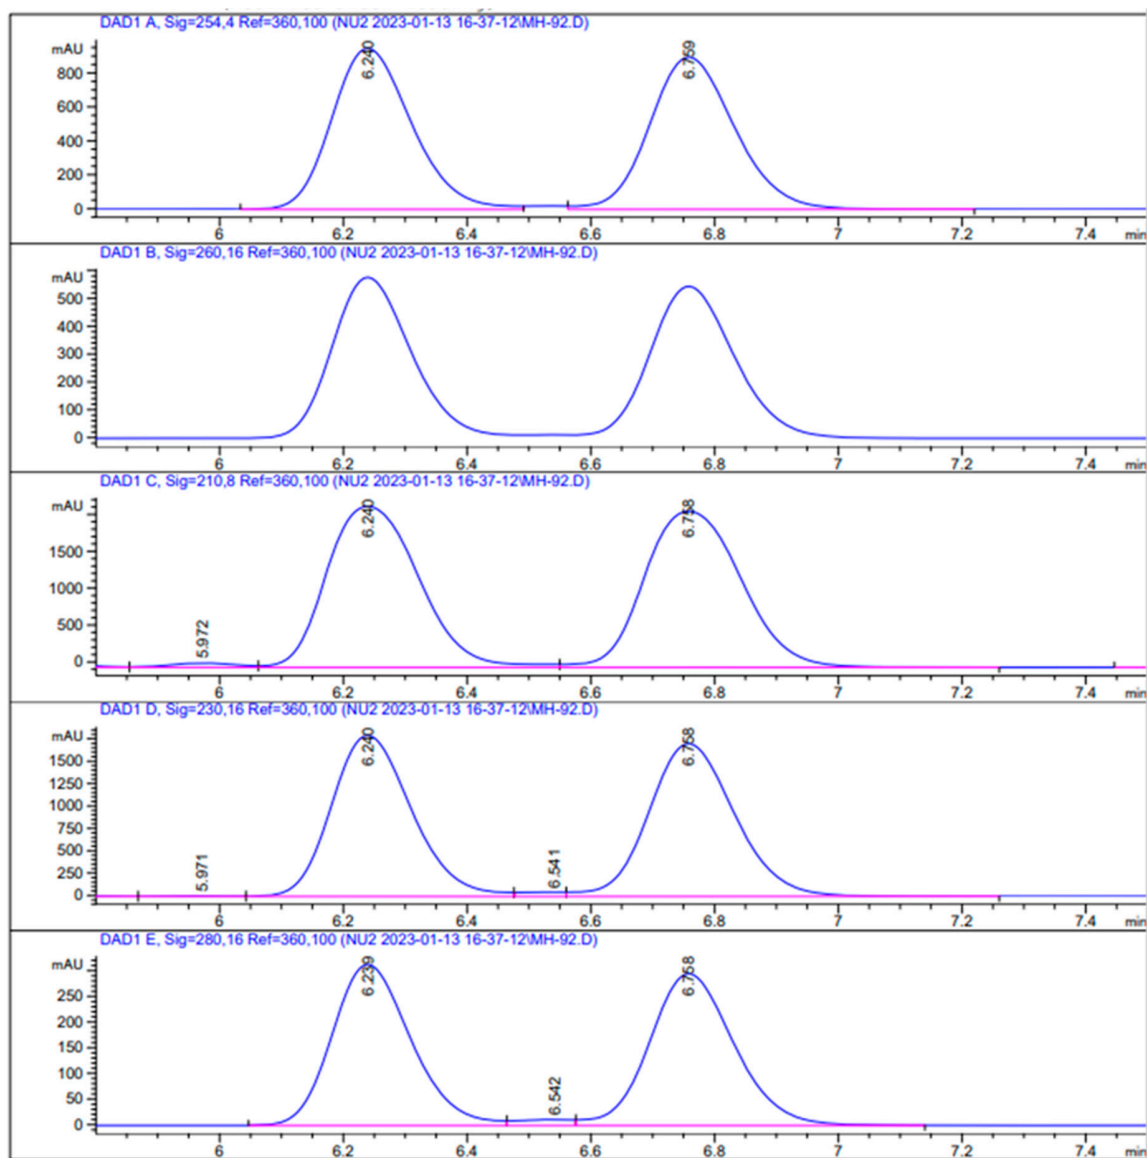 DAD1 A, Sig=254,4 Ref=360,100 (NU2 2023-01-13 16-37-12\MH-92.D)
mAU
800
600
400
200
0
6.240
6.759
6 6.2 6.4 6.6 6.8 7 7.2 7.4 min
DAD1 B, Sig=260,16 Ref=360,100 (NU2 2023-01-13 16-37-12\MH-92.D)
mAU
500
400
300
200
100
0
6 6.2 6.4 6.6 6.8 7 7.2 7.4 min
DAD1 C, Sig=210,8 Ref=360,100 (NU2 2023-01-13 16-37-12\MH-92.D)
mAU
1500
1000
500
0
5.972
6.240
6.758
6 6.2 6.4 6.6 6.8 7 7.2 7.4 min
DAD1 D, Sig=230,16 Ref=360,100 (NU2 2023-01-13 16-37-12\MH-92.D)
mAU
1500
1250
1000
750
500
250
0
5.971
6.240
6.541
6.758
6 6.2 6.4 6.6 6.8 7 7.2 7.4 min
DAD1 E, Sig=280,16 Ref=360,100 (NU2 2023-01-13 16-37-12\MH-92.D)
mAU
250
200
150
100
50
0
6.239
6.542
6.758
6 6.2 6.4 6.6 6.8 7 7.2 7.4 min